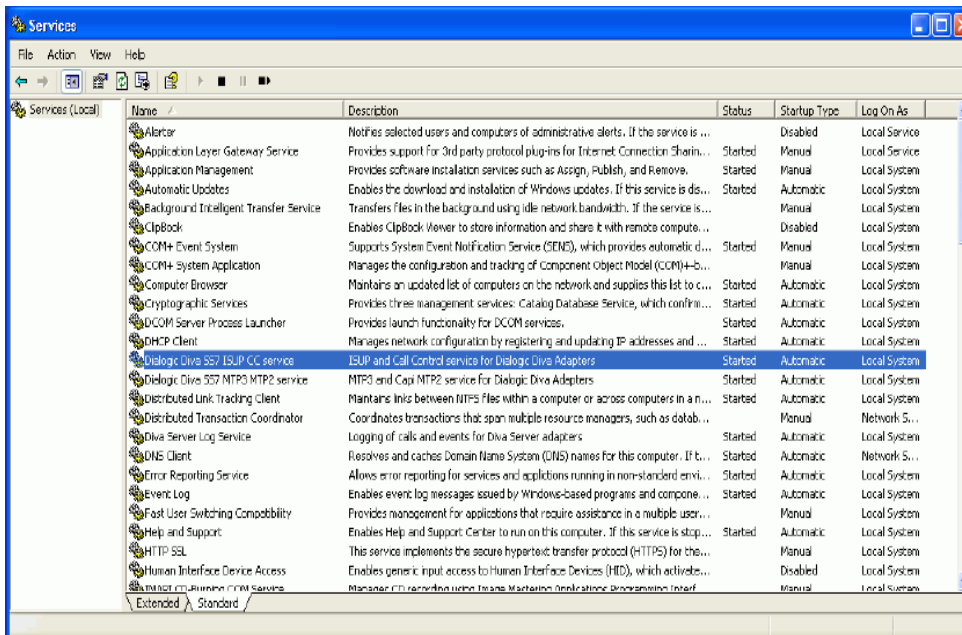 Services
File Action View Help
Services (Local)
Name Description Status Startup Type Log On As
Alerter Notifies selected users and computers of administrative alerts. If the service is ... Disabled Local Service
Application Layer Gateway Service Provides support for 3rd party protocol plug-ins for Internet Connection Sharin... Started Manual Local Service
Application Management Provides software installation services such as Assign, Publish, and Remove. Started Manual Local System
Automatic Updates Enables the download and installation of Windows updates. If this service is dis... Started Automatic Local System
Background Intelligent Transfer Service Transfers files in the background using idle network bandwidth. If the service is... Manual Local System
ClipBook Enables ClipBook Viewer to store information and share it with remote compute... Disabled Local System
COM+ Event System Supports System Event Notification Service (SENS), which provides automatic d... Started Manual Local System
COM+ System Application Manages the configuration and tracking of Component Object Model (COM)+-b... Manual Local System
Computer Browser Maintains an updated list of computers on the network and supplies this list to c... Started Automatic Local System
Cryptographic Services Provides three management services: Catalog Database Service, which confirm... Started Automatic Local System
DCOM Server Process Launcher Provides launch functionality for DCOM services. Started Automatic Local System
DHCP Client Manages network configuration by registering and updating IP addresses and ... Started Automatic Local System
Dialogic Diva SS7 ISUP CC service ISUP and Call Control service for Dialogic Diva Adapters Started Automatic Local System
Dialogic Diva SS7 MTP3 MTP2 service MTP3 and Capi MTP2 service for Dialogic Diva Adapters Started Automatic Local System
Distributed Link Tracking Client Maintains links between NTFS files within a computer or across computers in a n... Started Automatic Local System
Distributed Transaction Coordinator Coordinates transactions that span multiple resource managers, such as datab... Manual Network S...
Diva Server Log Service Logging of calls and events for Diva Server adapters Started Automatic Local System
DNS Client Resolves and caches Domain Name System (DNS) names for this computer. If t... Started Automatic Network S...
Error Reporting Service Allows error reporting for services and applictions running in non-standard envi... Started Automatic Local System
Event Log Enables event log messages issued by Windows-based programs and compone... Started Automatic Local System
Fast User Switching Compatibility Provides management for applications that require assistance in a multiple user... Manual Local System
Help and Support Enables Help and Support Center to run on this computer. If this service is stop... Started Automatic Local System
HTTP SSL This service implements the secure hypertext transfer protocol (HTTPS) for the... Manual Local System
Human Interface Device Access Enables generic input access to Human Interface Devices (HID), which activate... Disabled Local System
IMAPI CD-Burning COM Service Manages CD recording using Image Mastering Applications Programming Interf... Manual Local System
Extended Standard